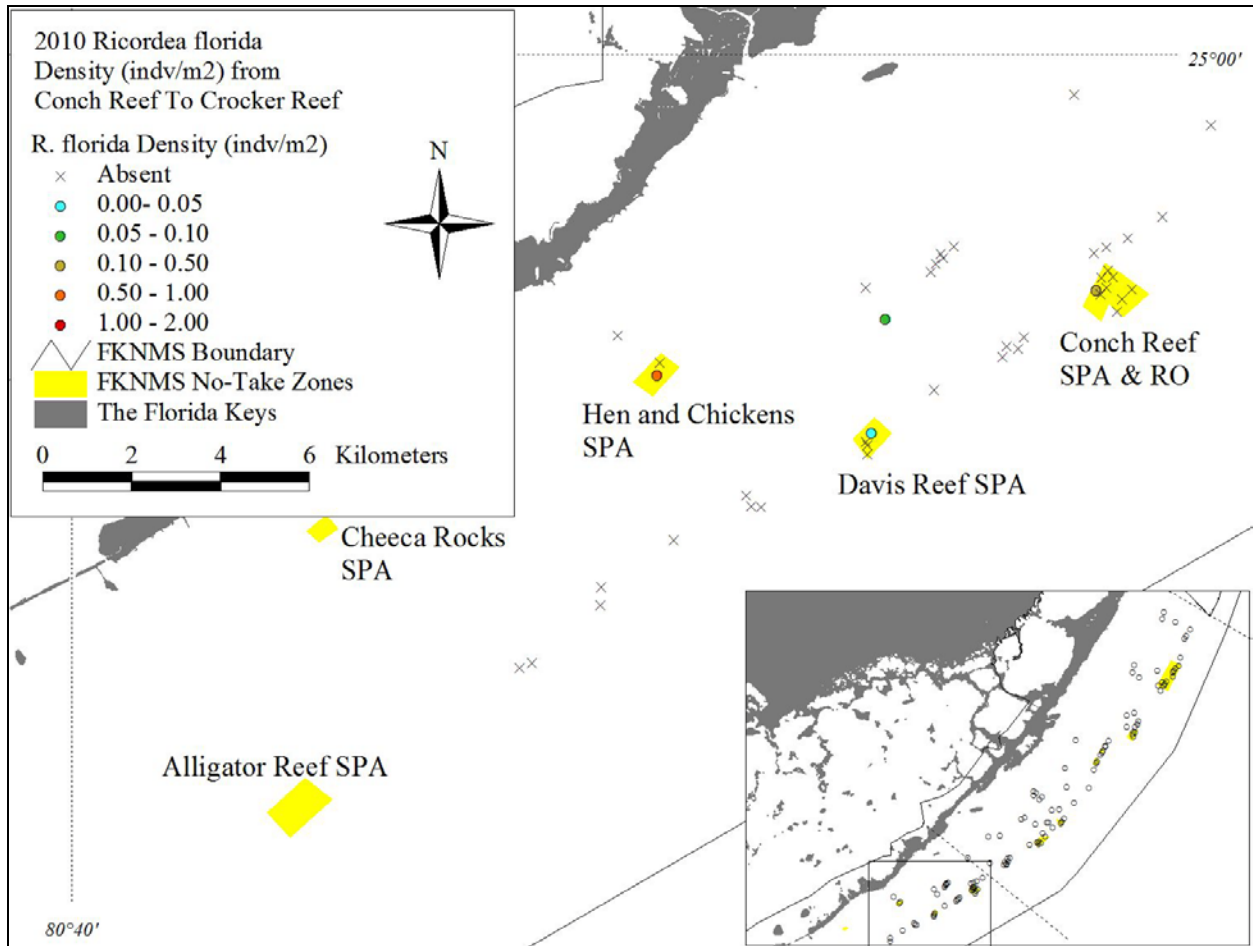 2010 Ricordea florida
Density (indv/m2) from
Conch Reef To Crocker Reef
R. florida Density (indv/m2)
Absent
0.00- 0.05
0.05 - 0.10
0.10 - 0.50
0.50 - 1.00
1.00 - 2.00
FKNMS Boundary
FKNMS No-Take Zones
The Florida Keys
0 2 4 6 Kilometers
N
25°00'
Conch Reef
SPA & RO
Hen and Chickens
SPA
Davis Reef SPA
Cheeca Rocks
SPA
Alligator Reef SPA
80°40'